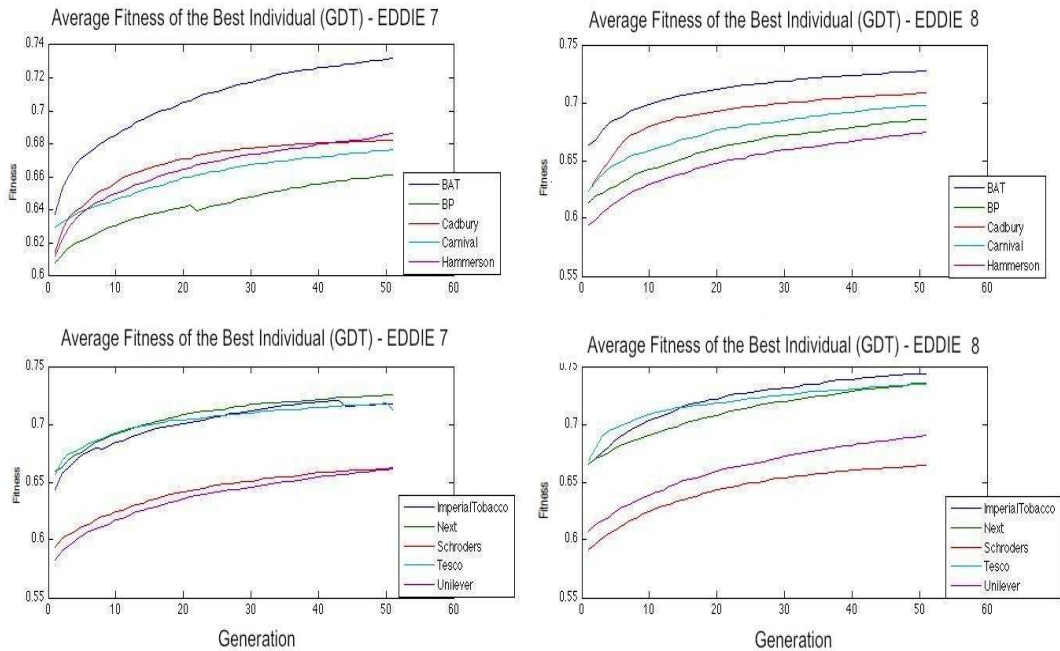 Average Fitness of the Best Individual (GDT) - EDDIE 7
0.74
0.72
0.7
0.68
0.66
0.64
0.62
0.6
Fitness
BAT
BP
Cadbury
Carnival
Hammerson
0 10 20 30 40 50 60
Average Fitness of the Best Individual (GDT) - EDDIE 8
0.75
0.7
0.65
0.6
0.55
Fitness
BAT
BP
Cadbury
Carnival
Hammerson
0 10 20 30 40 50 60
Average Fitness of the Best Individual (GDT) - EDDIE 7
0.75
0.7
0.65
0.6
0.55
Fitness
ImperialTobacco
Next
Schroders
Tesco
Unilever
0 10 20 30 40 50 60
Generation
Average Fitness of the Best Individual (GDT) - EDDIE 8
0.75
0.7
0.65
0.6
0.55
Fitness
ImperialTobacco
Next
Schroders
Tesco
Unilever
0 10 20 30 40 50 60
Generation